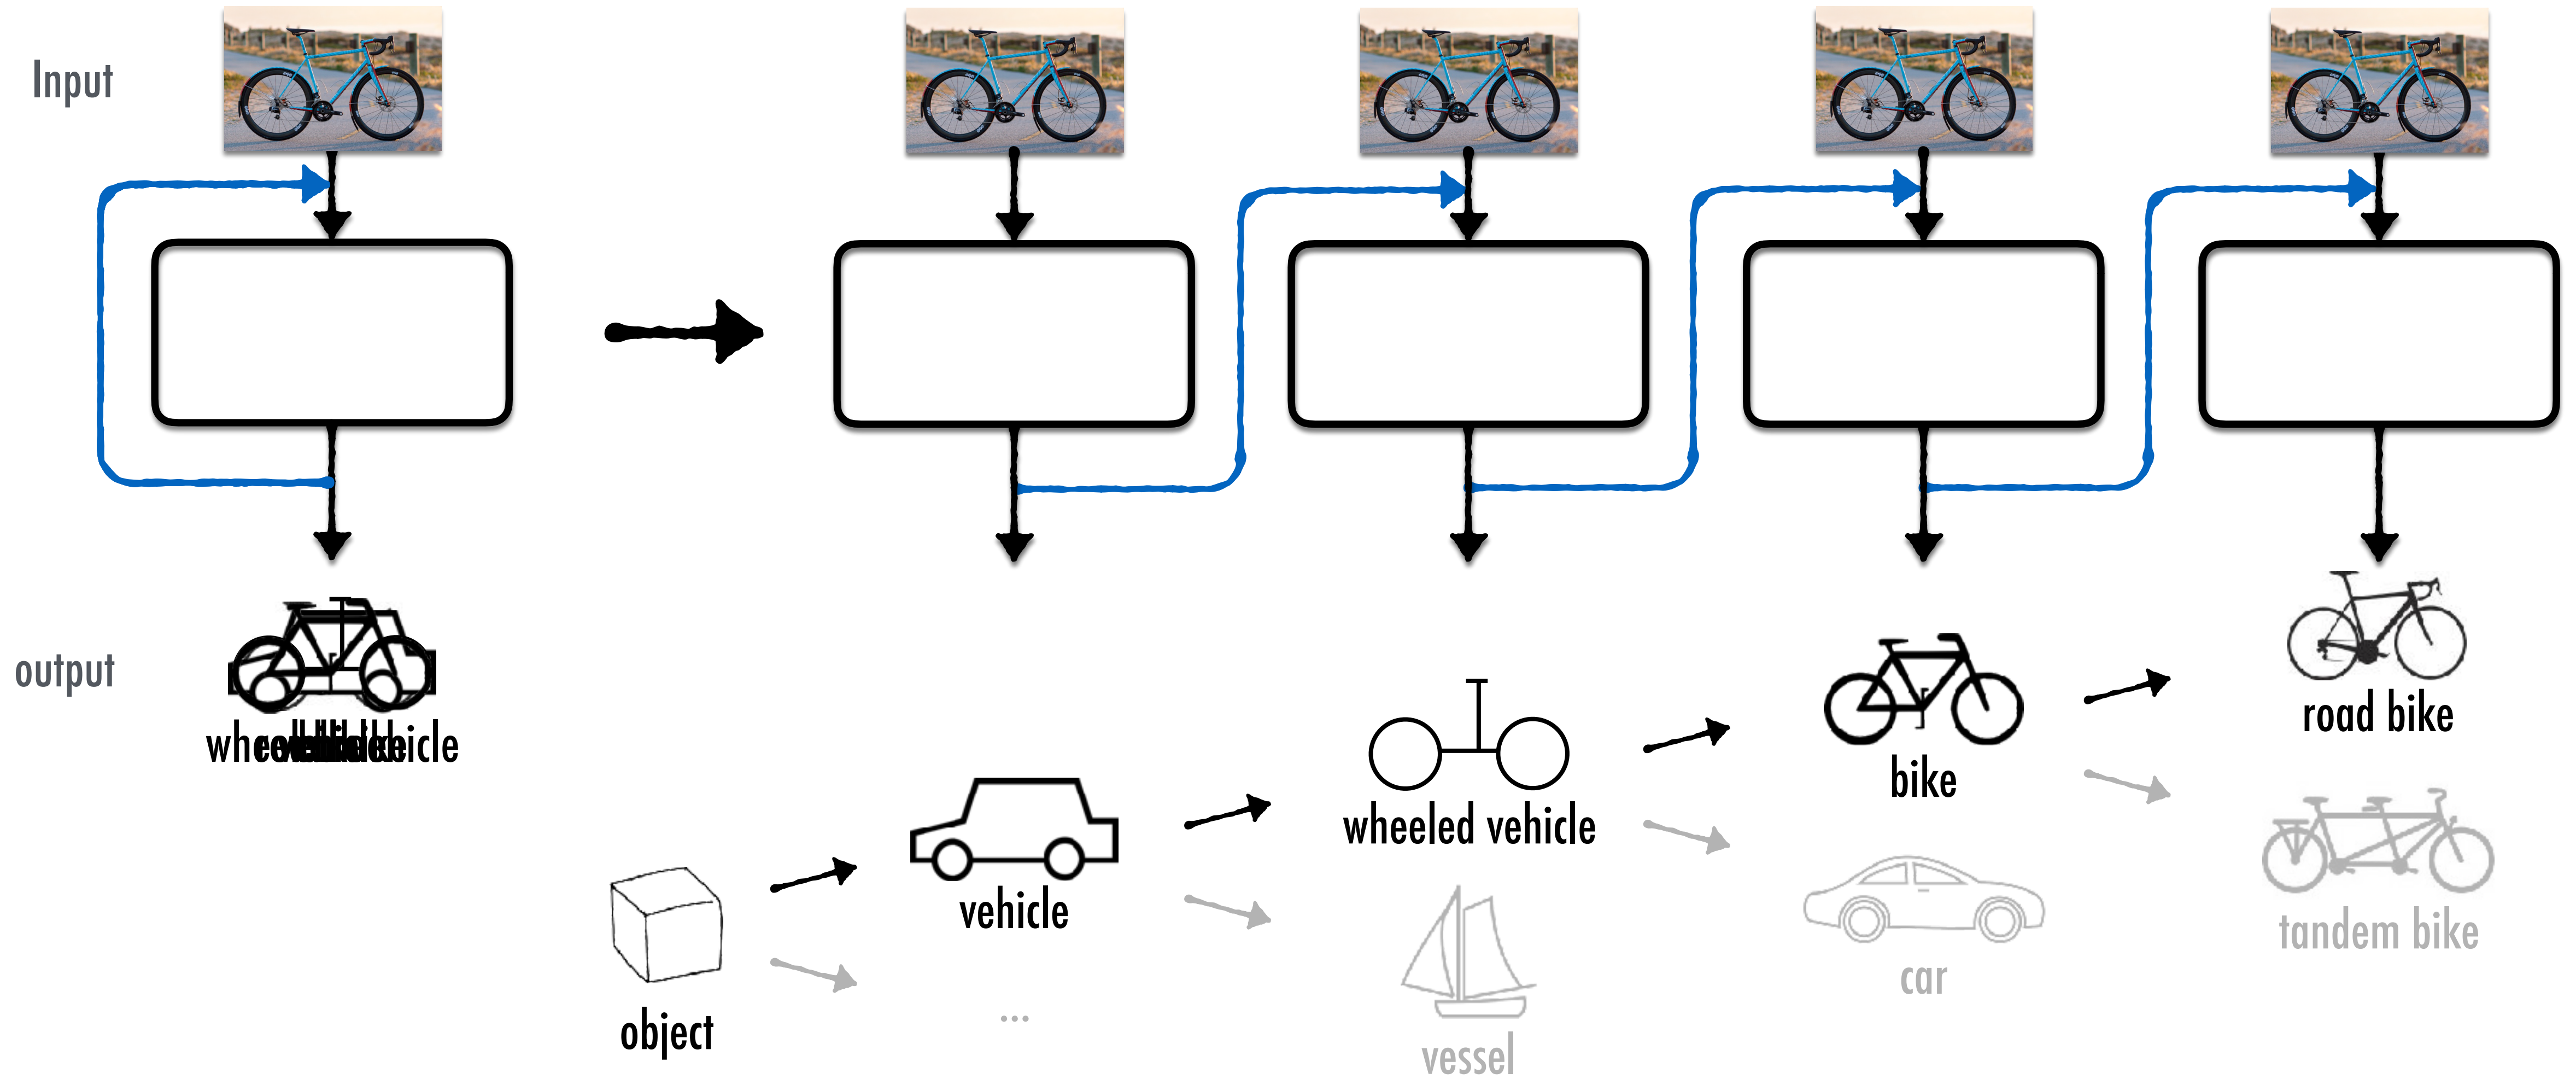 Input
output
road bike
bike
wheeled vehicle
vehicle
tandem bike
car
object
...
vessel